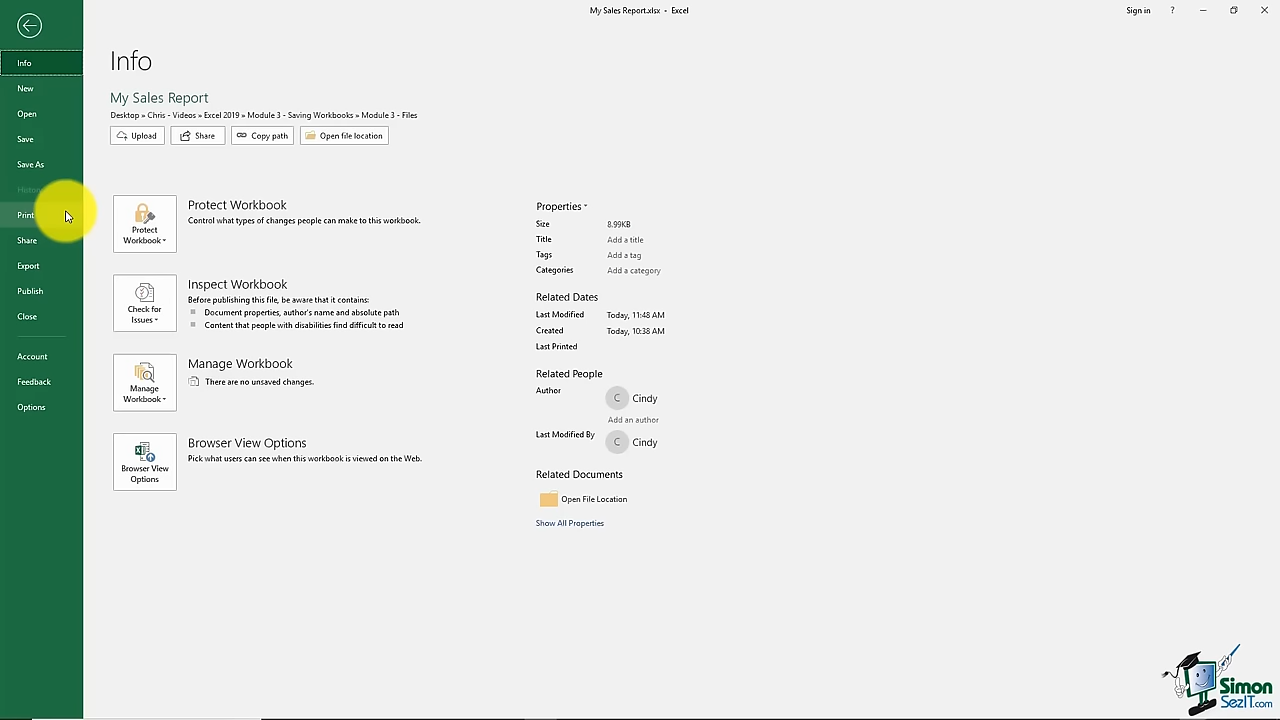 My Sales Report.xlsx - Excel
Sign in
?
Info
New
Open
Save
Save As
History
Print
Share
Export
Publish
Close
Account
Feedback
Options
Info
My Sales Report
Desktop » Chris - Videos » Excel 2019 » Module 3 - Saving Workbooks » Module 3 - Files
Upload
Share
Copy path
Open file location
Protect Workbook
Protect Workbook
Control what types of changes people can make to this workbook.
Check for Issues
Inspect Workbook
Before publishing this file, be aware that it contains:
Document properties, author's name and absolute path
Content that people with disabilities find difficult to read
Manage Workbook
Manage Workbook
There are no unsaved changes.
Browser View Options
Browser View Options
Pick what users can see when this workbook is viewed on the Web.
Properties
Size 8.99KB
Title Add a title
Tags Add a tag
Categories Add a category
Related Dates
Last Modified Today, 11:48 AM
Created Today, 10:38 AM
Last Printed
Related People
Author C Cindy
Add an author
Last Modified By C Cindy
Related Documents
Open File Location
Show All Properties
Simon
SezIT.com